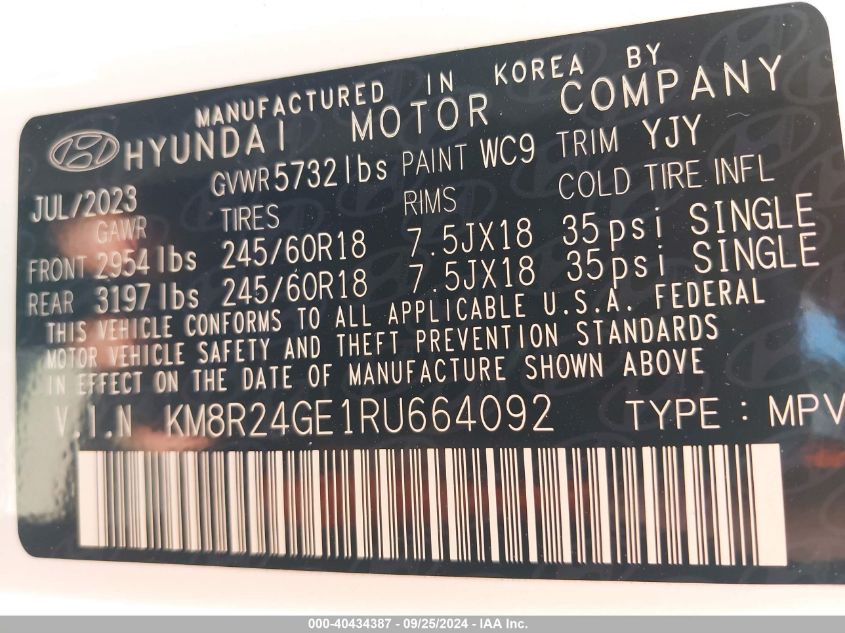 MANUFACTURED IN KOREA BY
HYUNDAI MOTOR COMPANY
JUL/2023 GVWR 5732 lbs PAINT WC9 TRIM YJY
GAWR TIRES RIMS COLD TIRE INFL
FRONT 2954 lbs 245/60R18 7.5JX18 35psi SINGLE
REAR 3197 lbs 245/60R18 7.5JX18 35psi SINGLE
THIS VEHICLE CONFORMS TO ALL APPLICABLE U.S.A. FEDERAL
MOTOR VEHICLE SAFETY AND THEFT PREVENTION STANDARDS
IN EFFECT ON THE DATE OF MANUFACTURE SHOWN ABOVE
V.I.N KM8R24GE1RU664092 TYPE : MPV
000-40434387 - 09/25/2024 - IAA Inc.